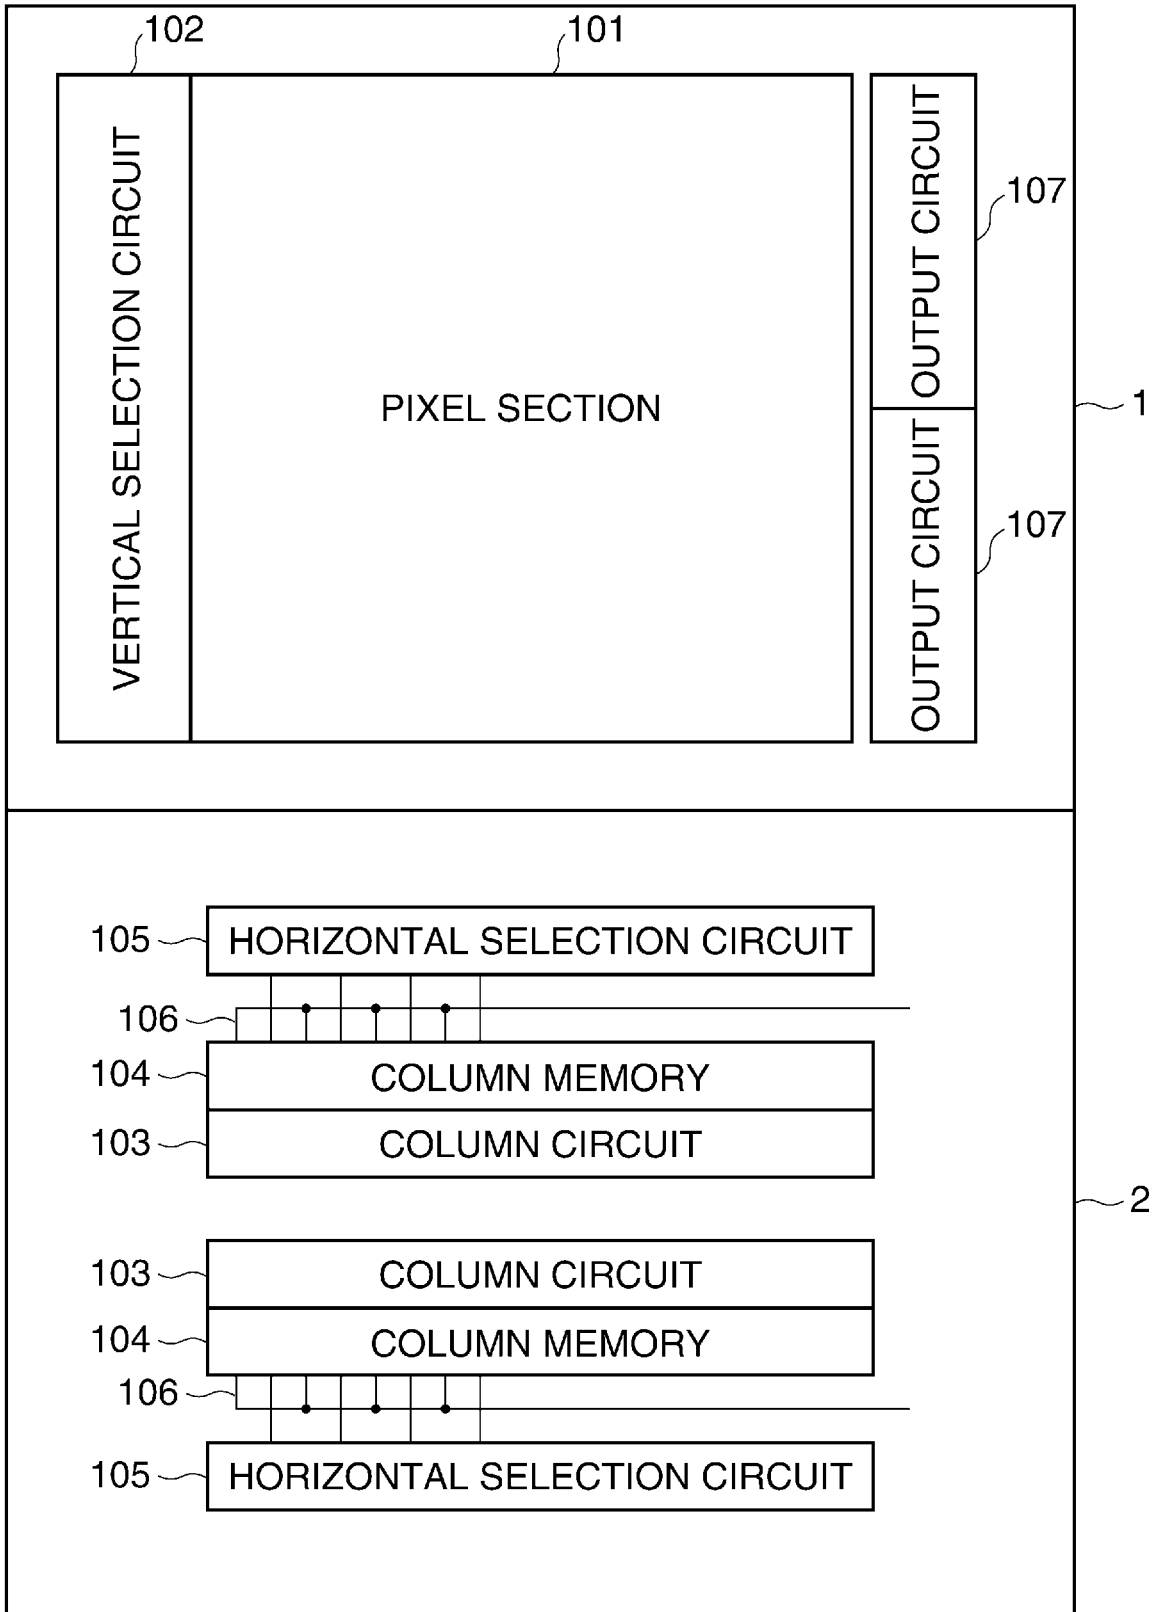 102
101
VERTICAL SELECTION CIRCUIT
PIXEL SECTION
OUTPUT CIRCUIT
107
1
OUTPUT CIRCUIT
107
105
HORIZONTAL SELECTION CIRCUIT
106
104
COLUMN MEMORY
103
COLUMN CIRCUIT
2
103
COLUMN CIRCUIT
104
COLUMN MEMORY
106
105
HORIZONTAL SELECTION CIRCUIT